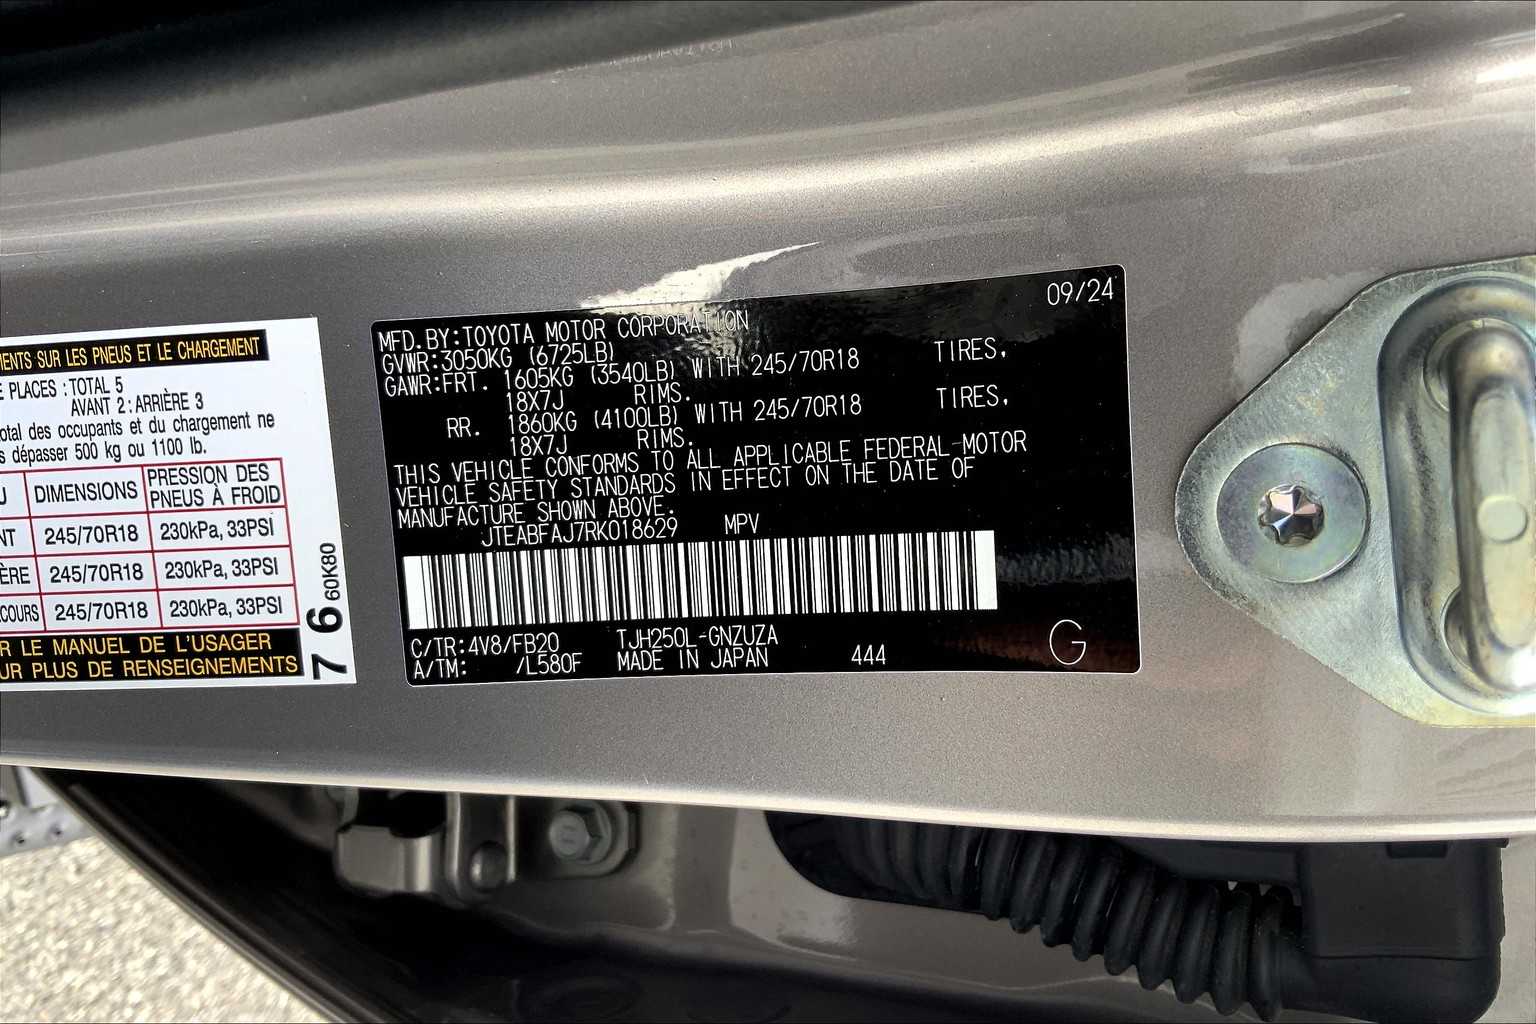 MENTS SUR LES PNEUS ET LE CHARGEMENT
E PLACES : TOTAL 5
AVANT 2 : ARRIÈRE 3
otal des occupants et du chargement ne
s dépasser 500 kg ou 1100 lb.
U DIMENSIONS PRESSION DES PNEUS À FROID
NT 245/70R18 230kPa, 33PSI
ÈRE 245/70R18 230kPa, 33PSI
COURS 245/70R18 230kPa, 33PSI
R LE MANUEL DE L'USAGER
UR PLUS DE RENSEIGNEMENTS
7 6 60K80
09/24
MFD. BY: TOYOTA MOTOR CORPORATION
GVWR: 3050KG (6725LB)
GAWR: FRT. 1605KG (3540LB) WITH 245/70R18 TIRES,
18X7J RIMS.
RR. 1860KG (4100LB) WITH 245/70R18 TIRES,
18X7J RIMS.
THIS VEHICLE CONFORMS TO ALL APPLICABLE FEDERAL MOTOR
VEHICLE SAFETY STANDARDS IN EFFECT ON THE DATE OF
MANUFACTURE SHOWN ABOVE.
JTEABFAJ7RK018629 MPV
C/TR: 4V8/FB20 TJH250L-GNZUZA
A/TM: /L580F MADE IN JAPAN 444
G